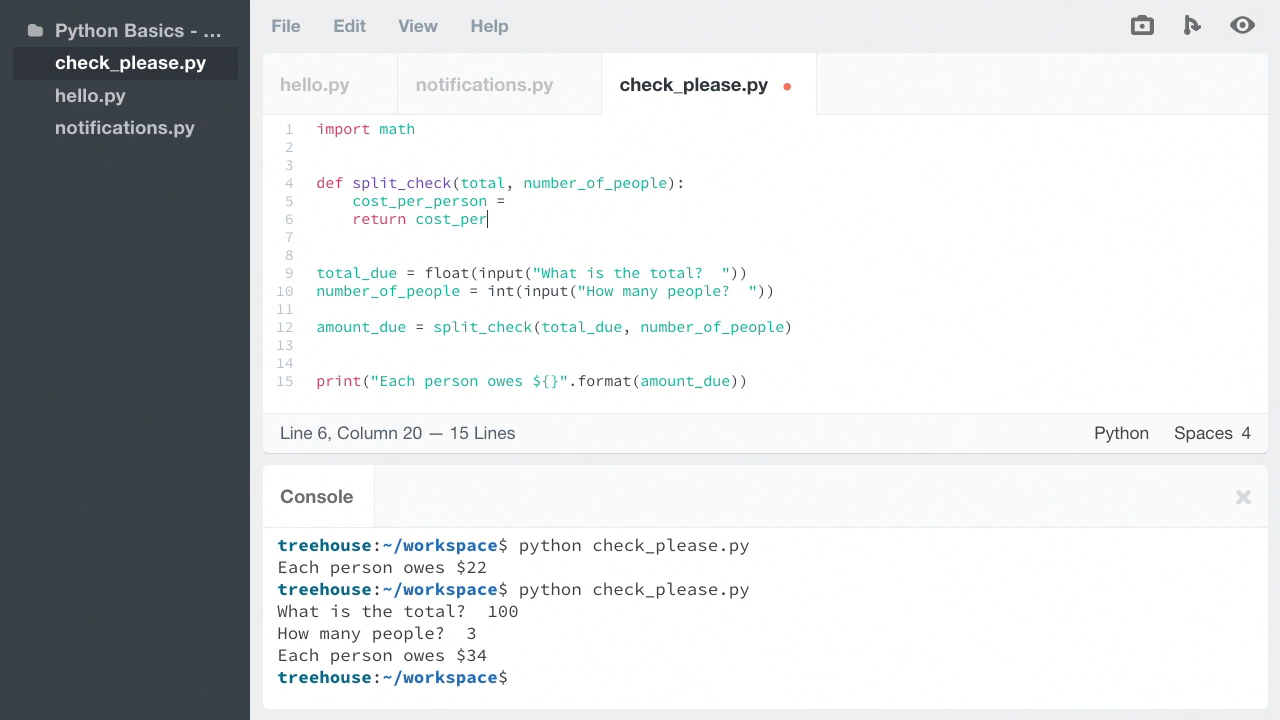 Python Basics - ...
check_please.py
hello.py
notifications.py
File Edit View Help
hello.py notifications.py check_please.py
1 import math
2
3
4 def split_check(total, number_of_people):
5     cost_per_person =
6     return cost_per
7
8
9 total_due = float(input("What is the total?  "))
10 number_of_people = int(input("How many people?  "))
11
12 amount_due = split_check(total_due, number_of_people)
13
14
15 print("Each person owes ${}".format(amount_due))
Line 6, Column 20 — 15 Lines Python Spaces 4
Console
treehouse:~/workspace$ python check_please.py
Each person owes $22
treehouse:~/workspace$ python check_please.py
What is the total?  100
How many people?  3
Each person owes $34
treehouse:~/workspace$